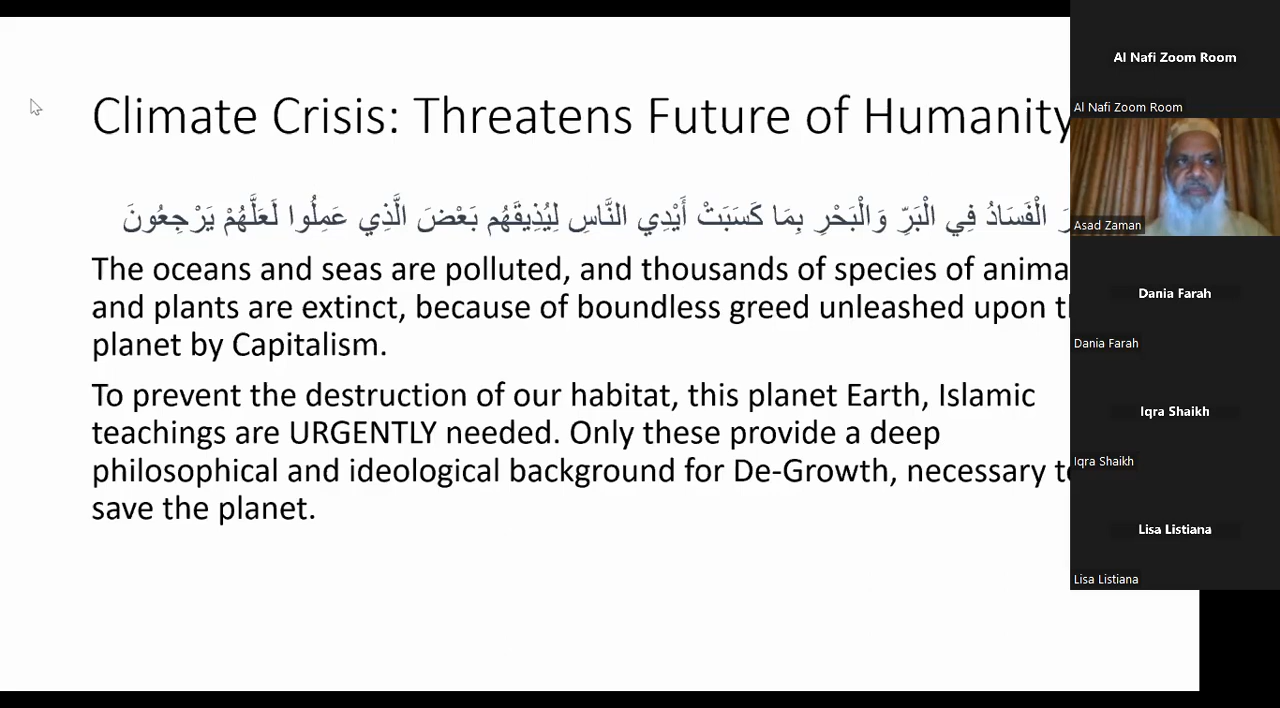 Climate Crisis: Threatens Future of Humanity
الْفَسَادُ فِي الْبَرِّ وَالْبَحْرِ بِمَا كَسَبَتْ أَيْدِي النَّاسِ لِيُذِيقَهُم بَعْضَ الَّذِي عَمِلُوا لَعَلَّهُمْ يَرْجِعُونَ
The oceans and seas are polluted, and thousands of species of
and plants are extinct, because of boundless greed unleashed upon
planet by Capitalism.
To prevent the destruction of our habitat, this planet Earth, Islamic
teachings are URGENTLY needed. Only these provide a deep
philosophical and ideological background for De-Growth, necessary
save the planet.
Al Nafi Zoom Room
Al Nafi Zoom Room
Asad Zaman
Dania Farah
Dania Farah
Iqra Shaikh
Iqra Shaikh
Lisa Listiana
Lisa Listiana